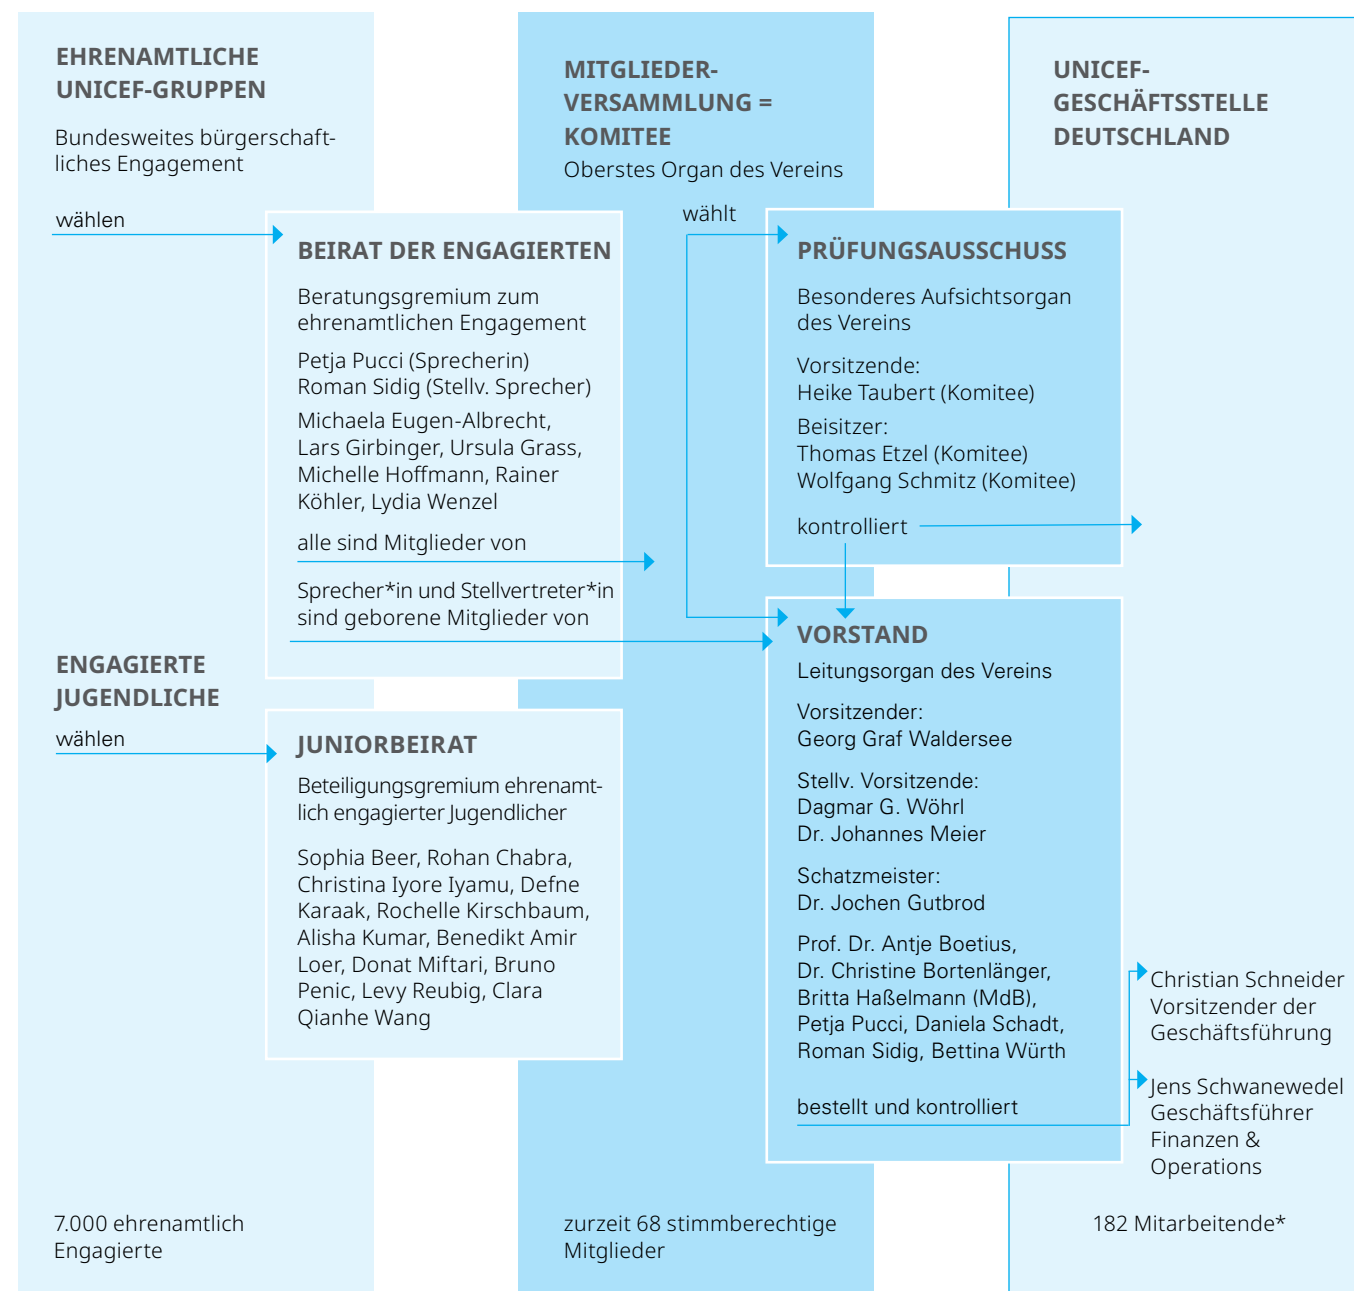 EHRENAMTLICHE
UNICEF-GRUPPEN
Bundesweites bürgerschaft-
liches Engagement
wählen
BEIRAT DER ENGAGIERTEN
Beratungsgremium zum
ehrenamtlichen Engagement
Petja Pucci (Sprecherin)
Roman Sidig (Stellv. Sprecher)
Michaela Eugen-Albrecht,
Lars Girbinger, Ursula Grass,
Michelle Hoffmann, Rainer
Köhler, Lydia Wenzel
alle sind Mitglieder von
Sprecher*in und Stellvertreter*in
sind geborene Mitglieder von
ENGAGIERTE
JUGENDLICHE
wählen
JUNIORBEIRAT
Beteiligungsgremium ehrenamt-
lich engagierter Jugendlicher
Sophia Beer, Rohan Chabra,
Christina Iyore Iyamu, Defne
Karaak, Rochelle Kirschbaum,
Alisha Kumar, Benedikt Amir
Loer, Donat Miftari, Bruno
Penic, Levy Reubig, Clara
Qianhe Wang
7.000 ehrenamtlich
Engagierte
MITGLIEDER-
VERSAMMLUNG =
KOMITEE
Oberstes Organ des Vereins
wählt
PRÜFUNGSAUSSCHUSS
Besonderes Aufsichtsorgan
des Vereins
Vorsitzende:
Heike Taubert (Komitee)
Beisitzer:
Thomas Etzel (Komitee)
Wolfgang Schmitz (Komitee)
kontrolliert
VORSTAND
Leitungsorgan des Vereins
Vorsitzender:
Georg Graf Waldersee
Stellv. Vorsitzende:
Dagmar G. Wöhrl
Dr. Johannes Meier
Schatzmeister:
Dr. Jochen Gutbrod
Prof. Dr. Antje Boetius,
Dr. Christine Bortenlänger,
Britta Haßelmann (MdB),
Petja Pucci, Daniela Schadt,
Roman Sidig, Bettina Würth
bestellt und kontrolliert
zurzeit 68 stimmberechtige
Mitglieder
UNICEF-
GESCHÄFTSSTELLE
DEUTSCHLAND
Christian Schneider
Vorsitzender der
Geschäftsführung
Jens Schwanewedel
Geschäftsführer
Finanzen &
Operations
182 Mitarbeitende*